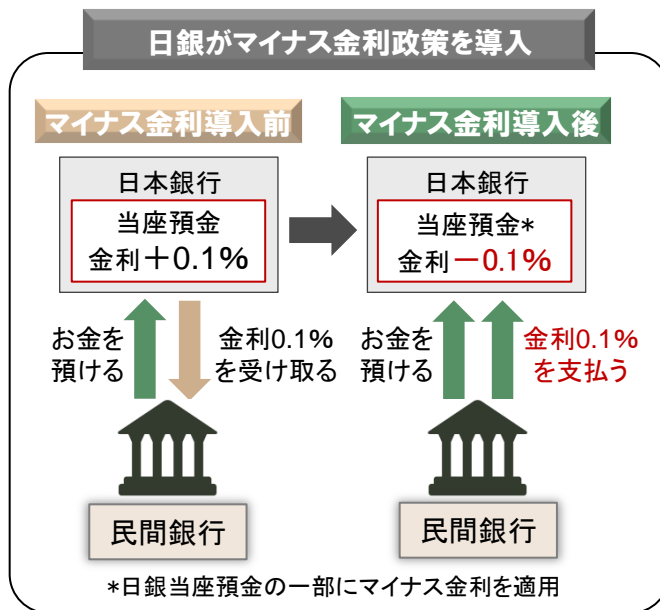 日銀がマイナス金利政策を導入
マイナス金利導入前
日本銀行
当座預金
金利＋0.1%
お金を
預ける
金利0.1%
を受け取る
民間銀行
マイナス金利導入後
日本銀行
当座預金*
金利－0.1%
お金を
預ける
金利0.1%
を支払う
民間銀行
*日銀当座預金の一部にマイナス金利を適用